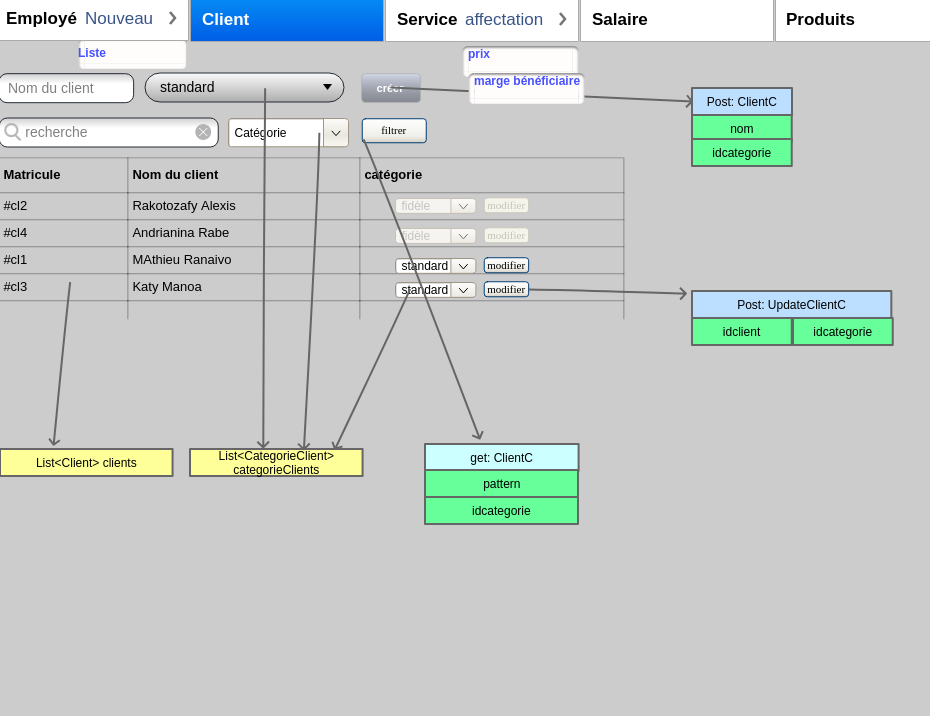 Employé Nouveau
Client
Service affectation
Salaire
Produits
Liste
prix
marge bénéficiaire
Nom du client
standard
créer
Post: ClientC
nom
idcategorie
recherche
Catégorie
filtrer
Matricule Nom du client catégorie
#cl2 Rakotozafy Alexis fidèle modifier
#cl4 Andrianina Rabe fidèle modifier
#cl1 MAthieu Ranaivo standard modifier
#cl3 Katy Manoa standard modifier
Post: UpdateClientC
idclient idcategorie
List<Client> clients
List<CategorieClient>
categorieClients
get: ClientC
pattern
idcategorie